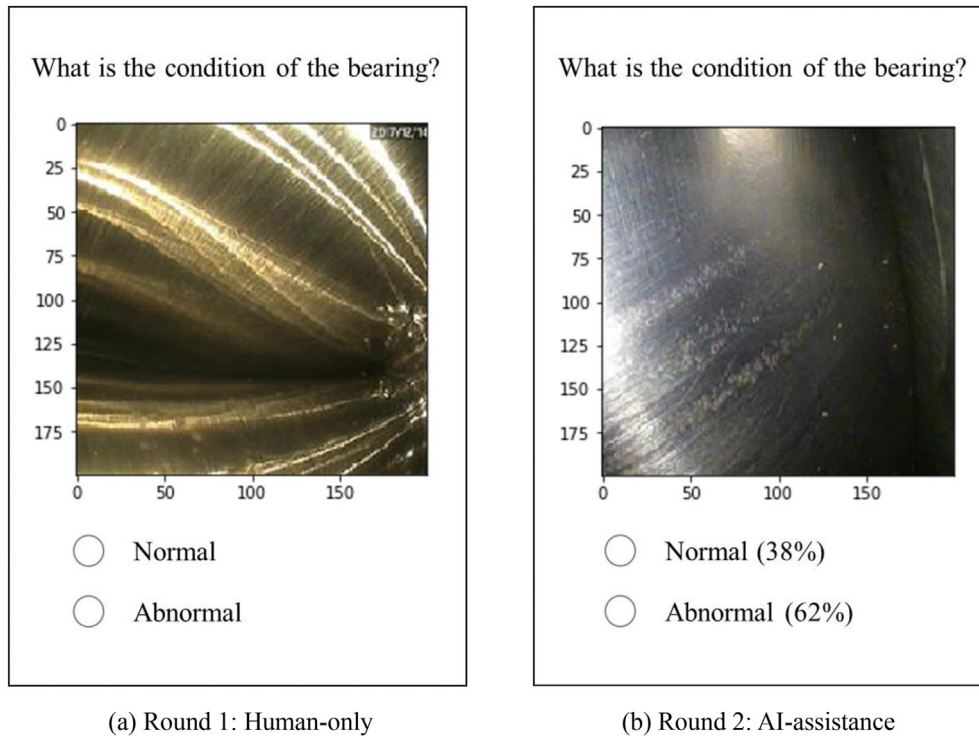 What is the condition of the bearing?
0
25
50
75
100
125
150
175
0 50 100 150
Normal
Abnormal
(a) Round 1: Human-only
What is the condition of the bearing?
0
25
50
75
100
125
150
175
0 50 100 150
Normal (38%)
Abnormal (62%)
(b) Round 2: AI-assistance